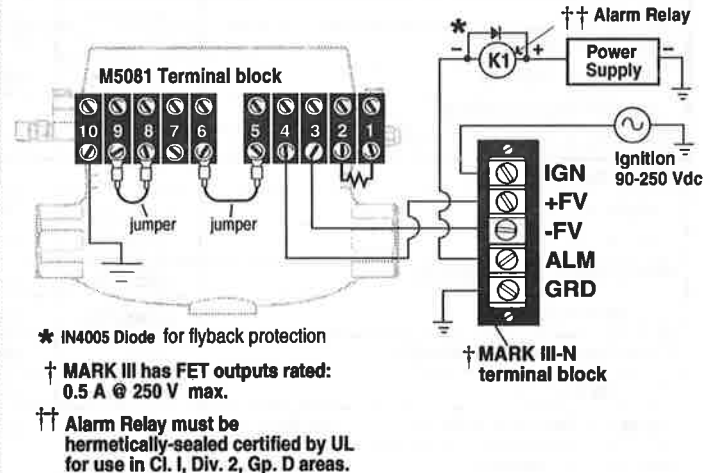 †† Alarm Relay
*
− K1 +
Power Supply −
M5081 Terminal block
10 9 8 7 6 5 4 3 2 1
jumper jumper
Ignition
90-250 Vdc
IGN
+FV
-FV
ALM
GRD
* IN4005 Diode for flyback protection
† MARK III has FET outputs rated:
0.5 A @ 250 V max.
†† Alarm Relay must be
hermetically-sealed certified by UL
for use in Cl. I, Div. 2, Gp. D areas.
† MARK III-N
terminal block